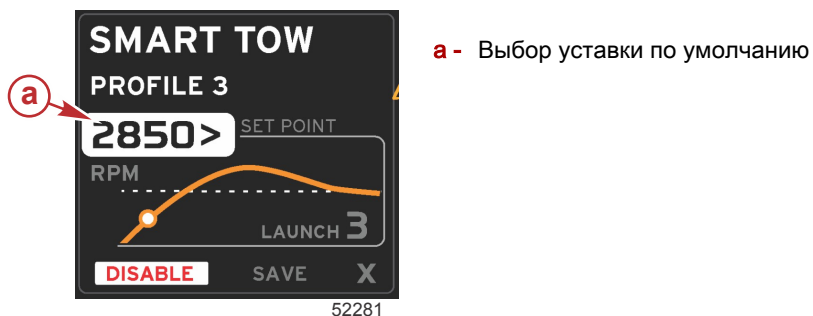 SMART TOW
PROFILE 3
a
2850>
SET POINT
RPM
LAUNCH 3
DISABLE SAVE X
52281
a - Выбор уставки по умолчанию